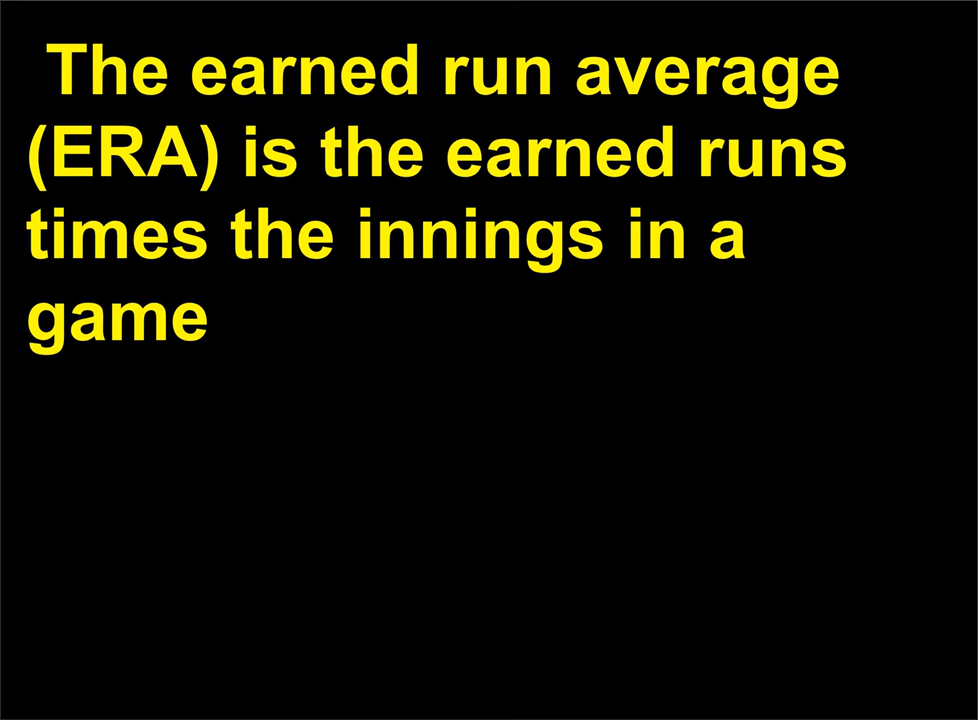 The earned run average
(ERA) is the earned runs
times the innings in a
game